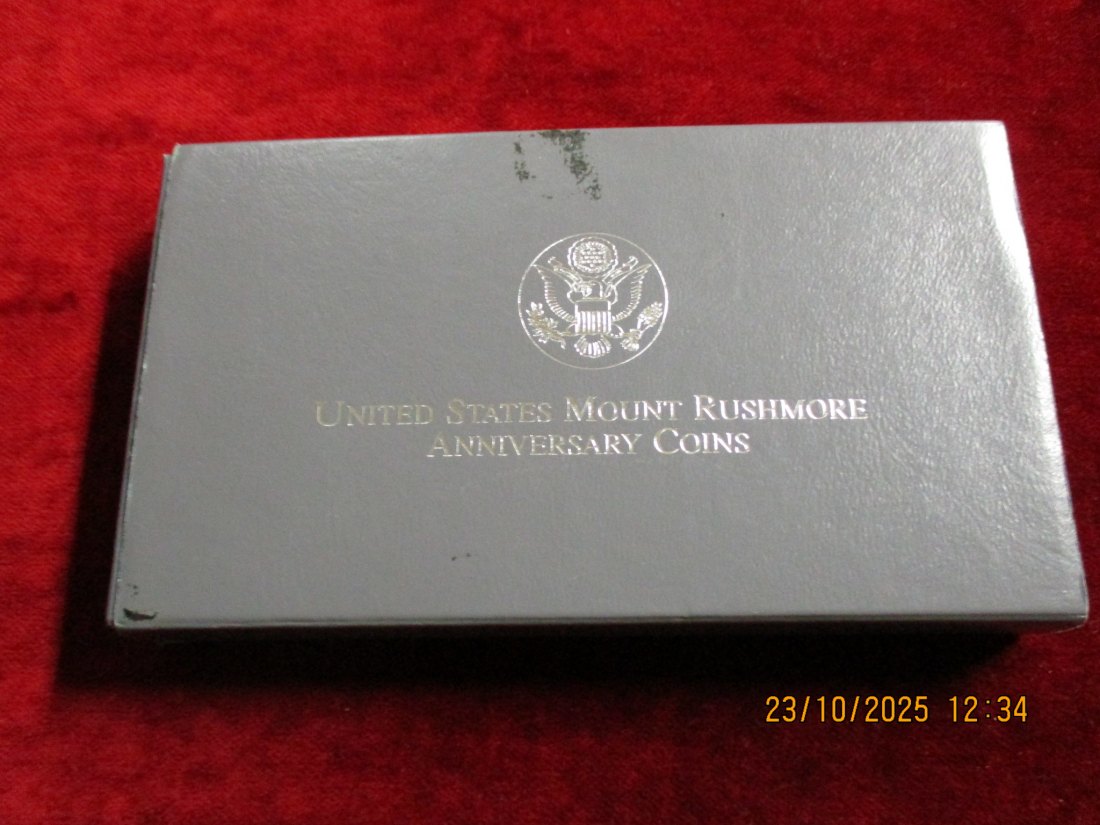 United States Mount Rushmore
Anniversary Coins
23/10/2025 12:34